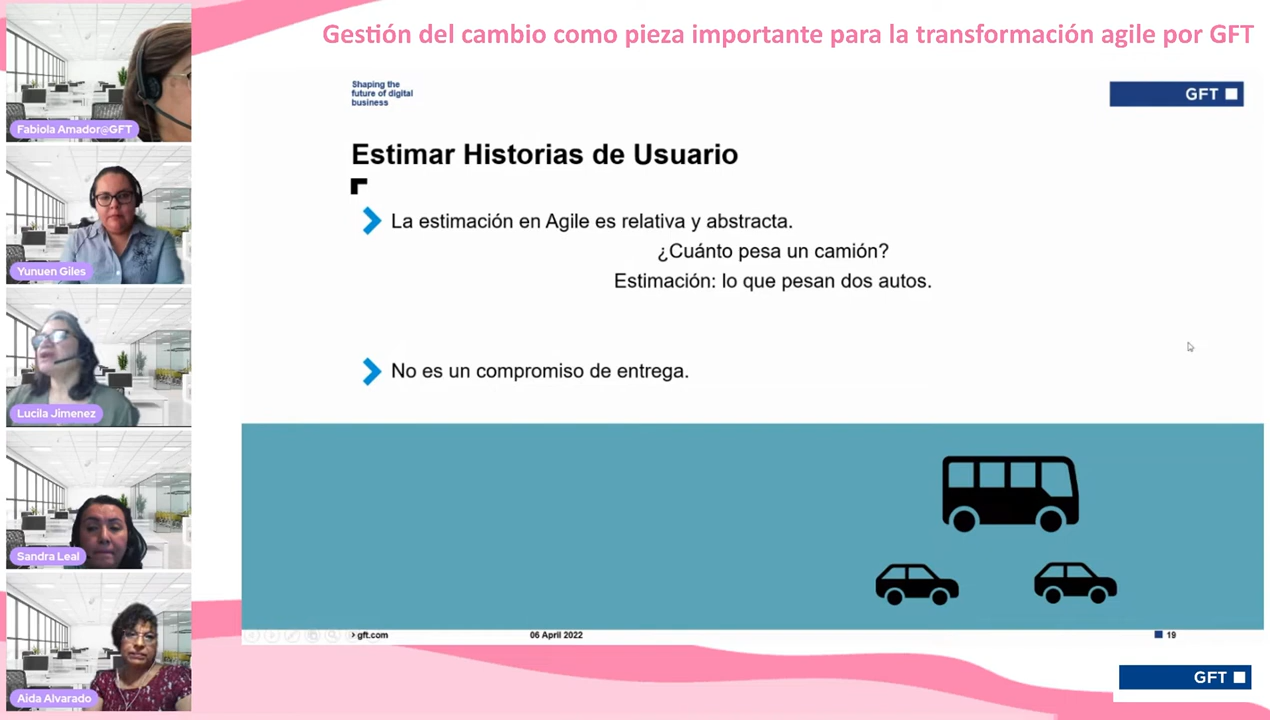 Gestión del cambio como pieza importante para la transformación agile por GFT
Shaping the
future of digital
business
GFT
Estimar Historias de Usuario
La estimación en Agile es relativa y abstracta.
¿Cuánto pesa un camión?
Estimación: lo que pesan dos autos.
No es un compromiso de entrega.
› gft.com
06 April 2022
19
GFT
Fabiola Amador@GFT
Yunuen Giles
Lucila Jimenez
Sandra Leal
Aida Alvarado